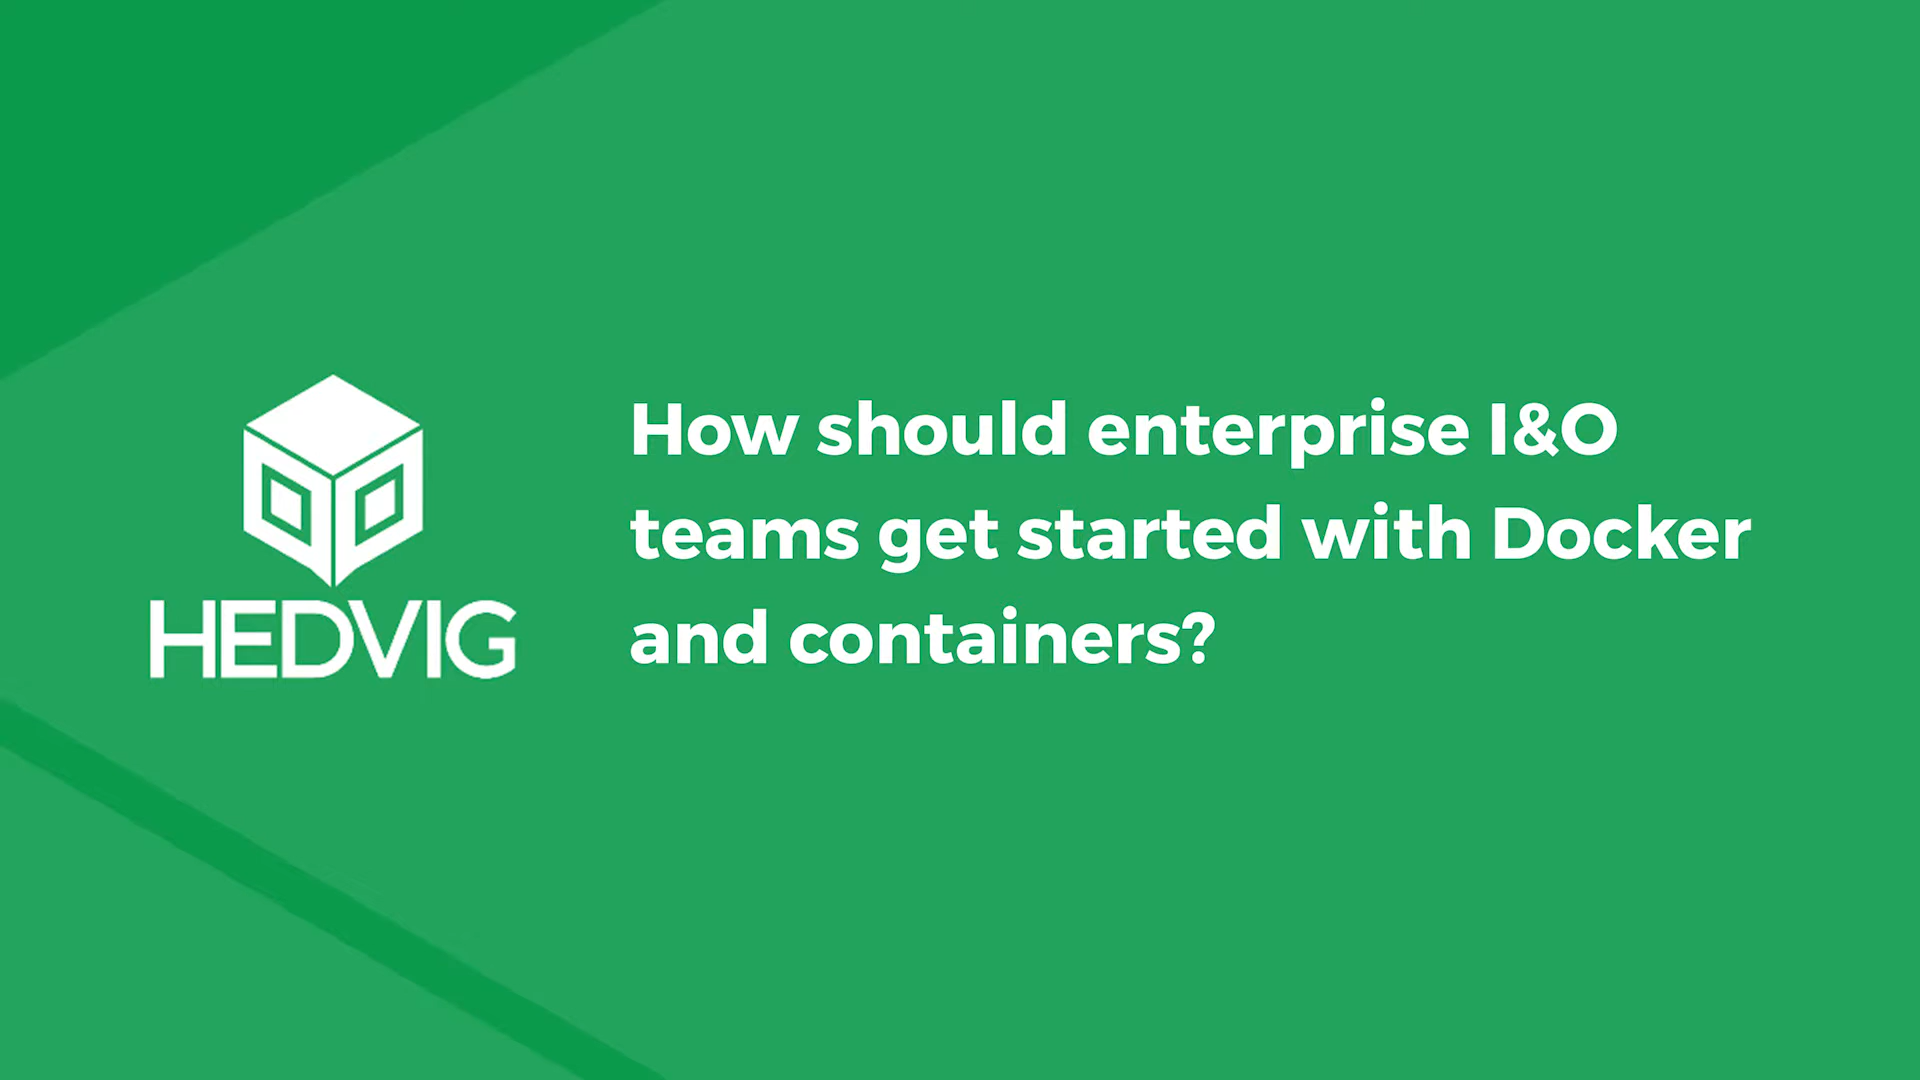 HEDVIG
How should enterprise I&O
teams get started with Docker
and containers?